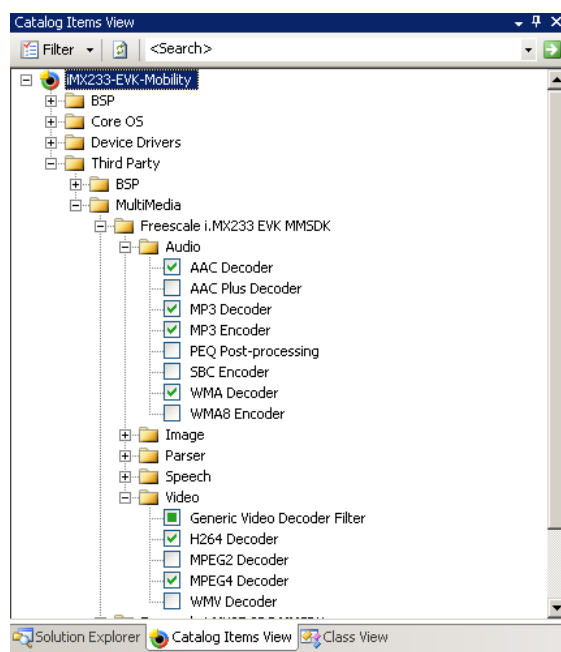 Catalog Items View
Filter <Search>
iMX233-EVK-Mobility
BSP
Core OS
Device Drivers
Third Party
BSP
MultiMedia
Freescale i.MX233 EVK MMSDK
Audio
AAC Decoder
AAC Plus Decoder
MP3 Decoder
MP3 Encoder
PEQ Post-processing
SBC Encoder
WMA Decoder
WMA8 Encoder
Image
Parser
Speech
Video
Generic Video Decoder Filter
H264 Decoder
MPEG2 Decoder
MPEG4 Decoder
WMV Decoder
Solution Explorer Catalog Items View Class View